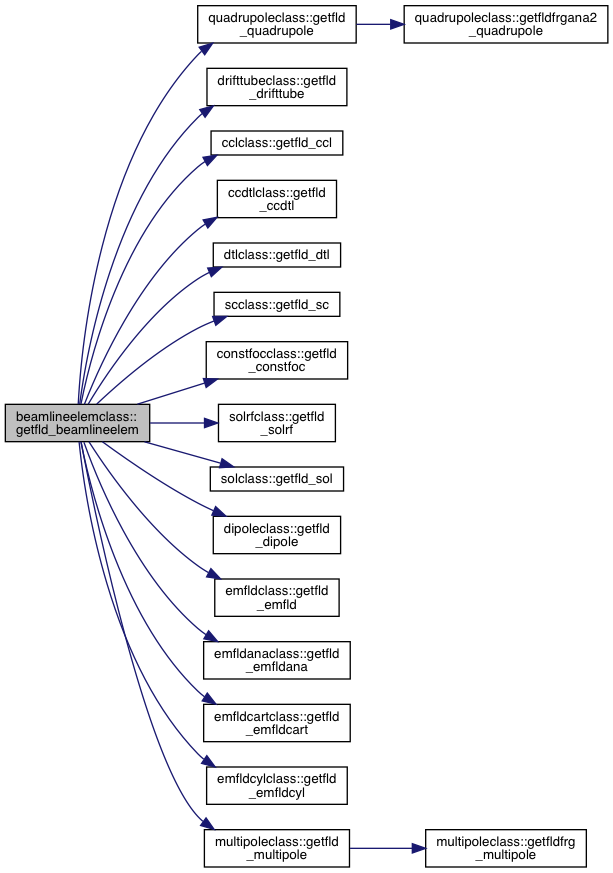 quadrupoleclass::getfld
_quadrupole
quadrupoleclass::getfldfrgana2
_quadrupole
drifttubeclass::getfld
_drifttube
cclclass::getfld_ccl
ccdtlclass::getfld
_ccdtl
dtlclass::getfld_dtl
scclass::getfld_sc
constfocclass::getfld
_constfoc
beamlineelemclass::
getfld_beamlineelem
solrfclass::getfld
_solrf
solclass::getfld_sol
dipoleclass::getfld
_dipole
emfldclass::getfld
_emfld
emfldanaclass::getfld
_emfldana
emfldcartclass::getfld
_emfldcart
emfldcylclass::getfld
_emfldcyl
multipoleclass::getfld
_multipole
multipoleclass::getfldfrg
_multipole